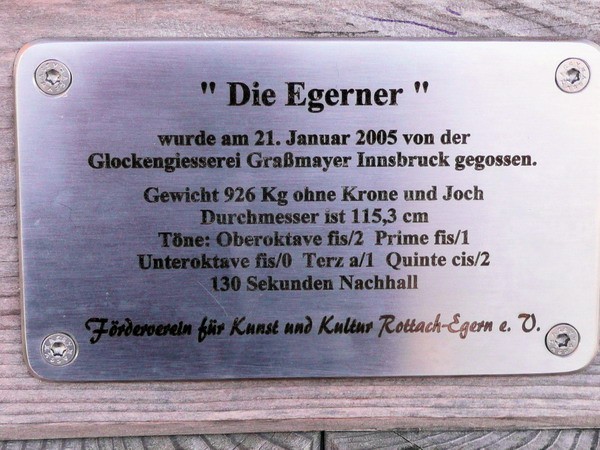 " Die Egerner "
wurde am 21. Januar 2005 von der
Glockengiesserei Graßmayer Innsbruck gegossen.
Gewicht 926 Kg ohne Krone und Joch
Durchmesser ist 115,3 cm
Töne: Oberoktave fis/2 Prime fis/1
Unteroktave fis/0 Terz a/1 Quinte cis/2
130 Sekunden Nachhall
Förderverein für Kunst und Kultur Rottach-Egern e. V.